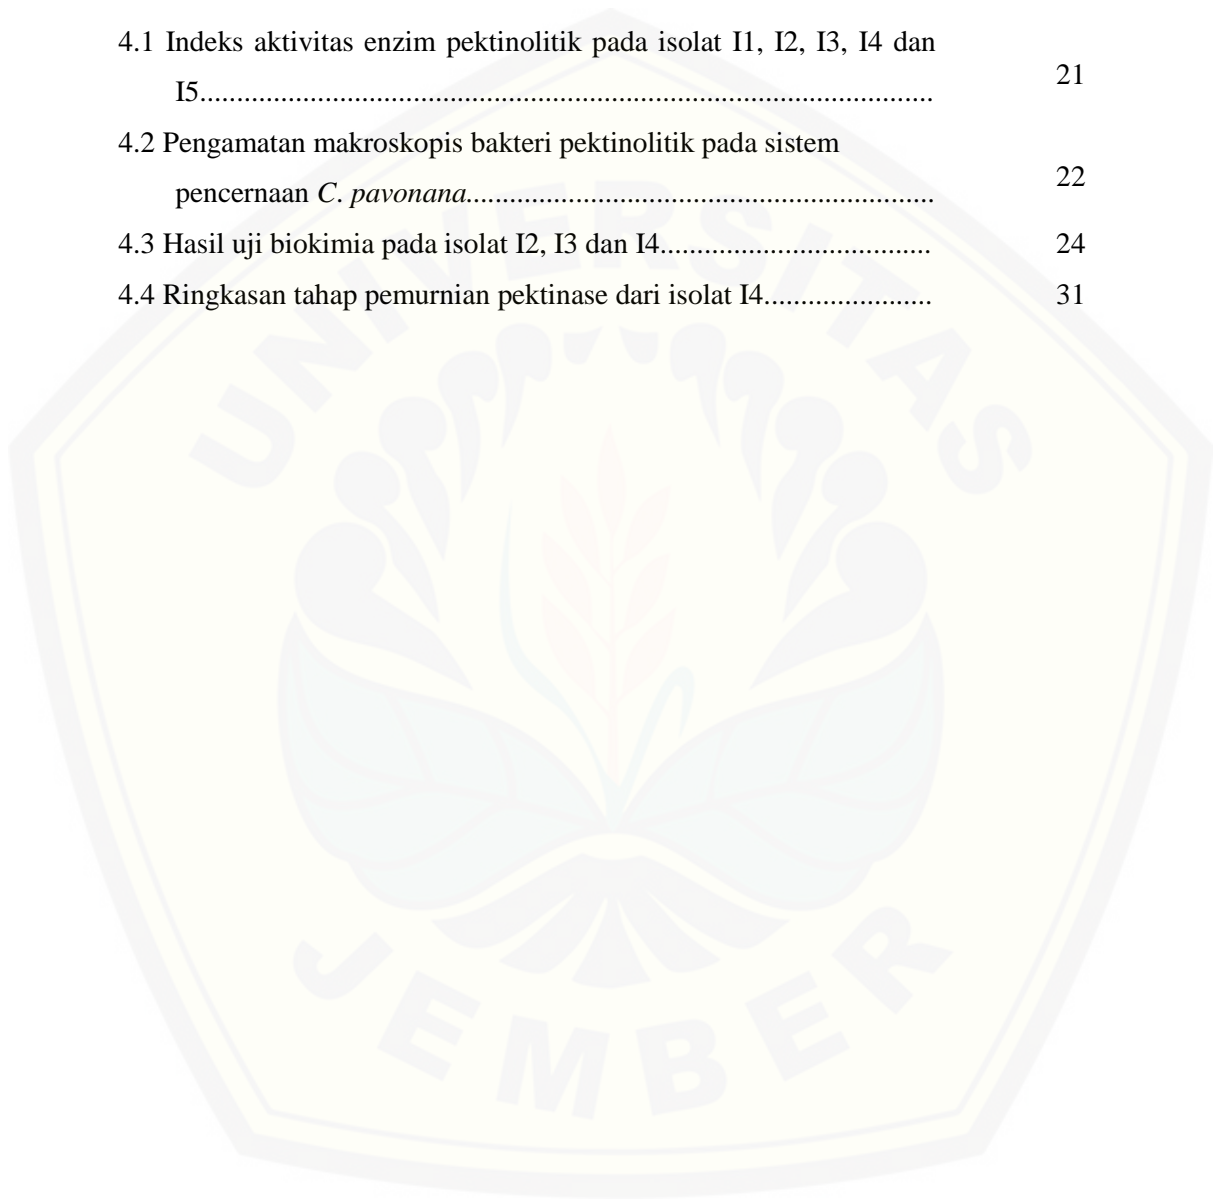 4.1 Indeks aktivitas enzim pektinolitik pada isolat I1, I2, I3, I4 dan
I5.................................................................................................. 21
4.2 Pengamatan makroskopis bakteri pektinolitik pada sistem
pencernaan C. pavonana.............................................................. 22
4.3 Hasil uji biokimia pada isolat I2, I3 dan I4.................................... 24
4.4 Ringkasan tahap pemurnian pektinase dari isolat I4...................... 31
UNIVERSITAS
JEMBER